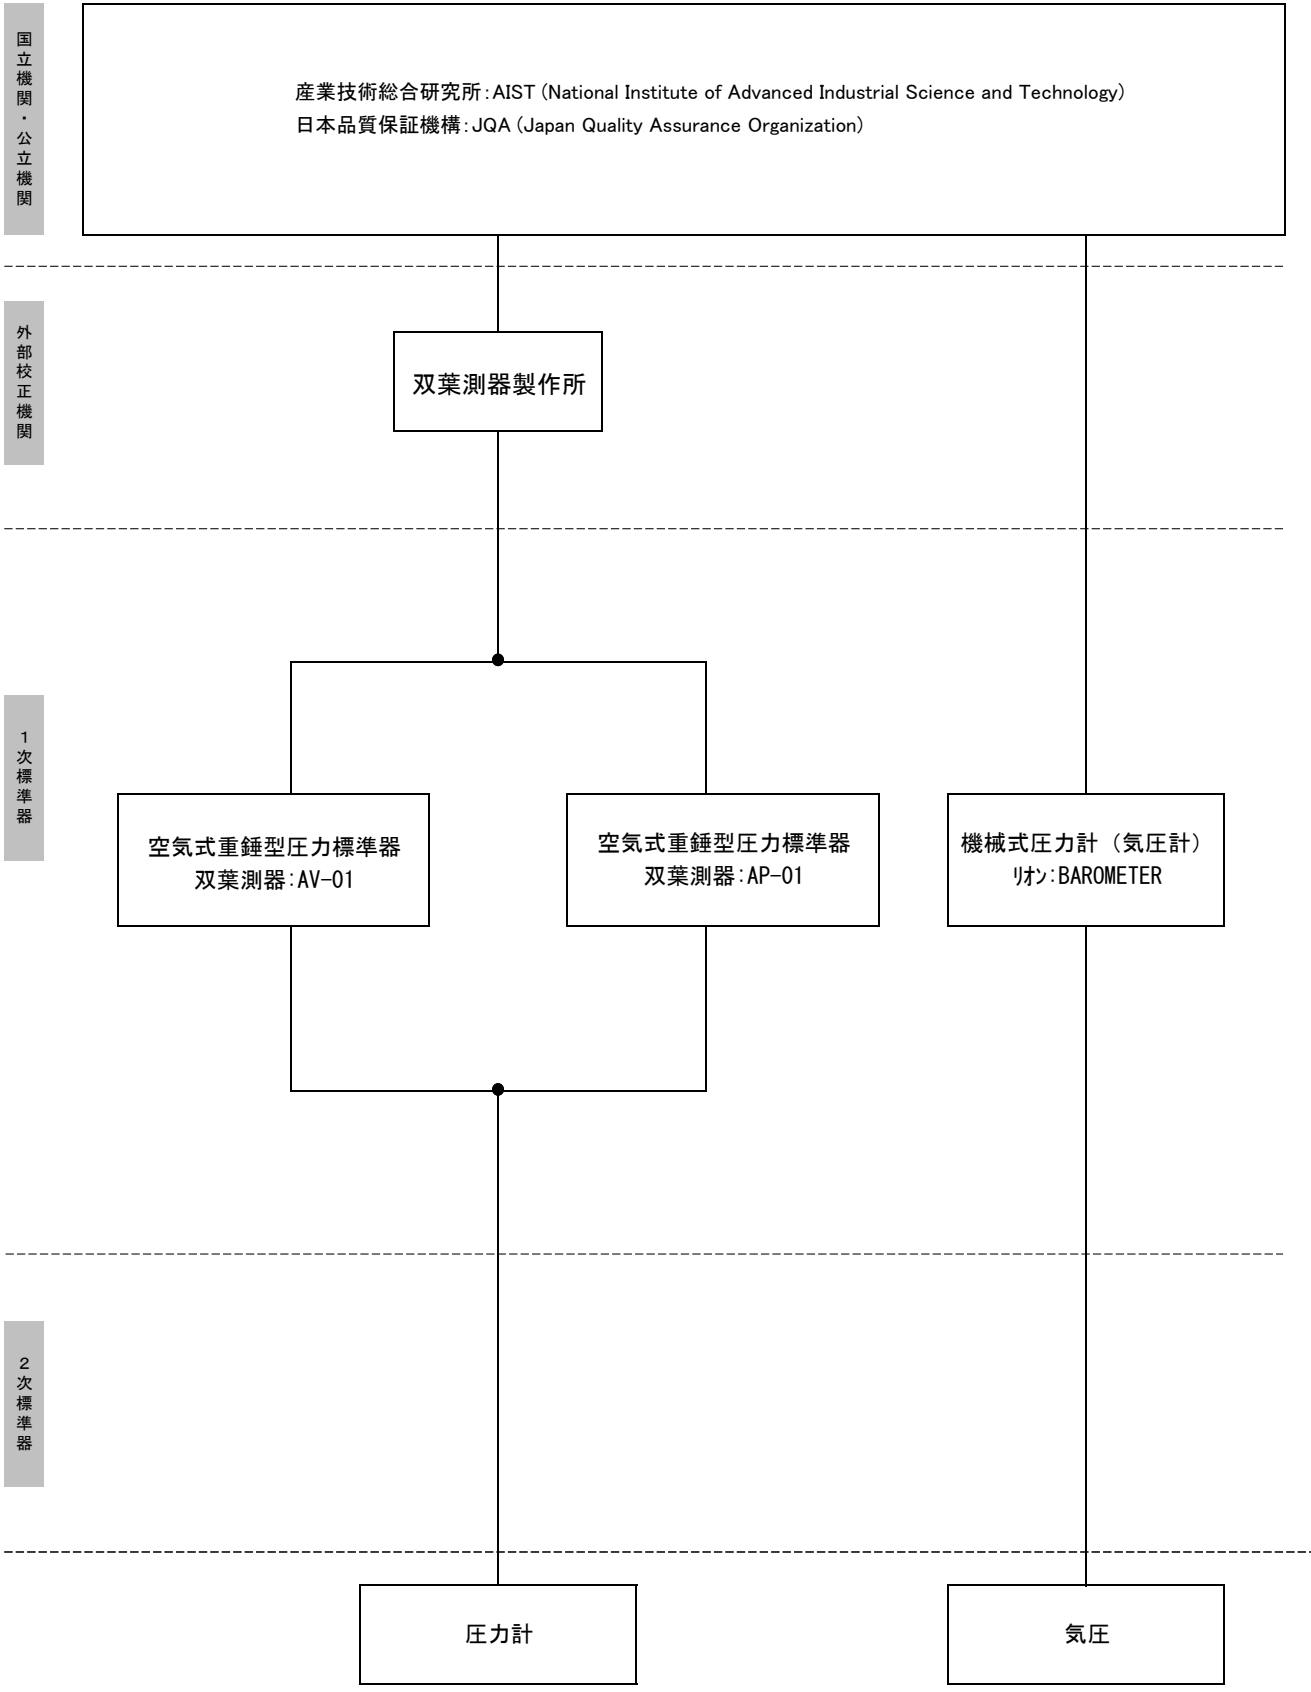 国立機関・公立機関
産業技術総合研究所:AIST (National Institute of Advanced Industrial Science and Technology)
日本品質保証機構:JQA (Japan Quality Assurance Organization)
外部校正機関
双葉測器製作所
1次標準器
空気式重錘型圧力標準器
双葉測器:AV-01
空気式重錘型圧力標準器
双葉測器:AP-01
機械式圧力計（気圧計）
ﾘｵﾝ:BAROMETER
2次標準器
圧力計
気圧